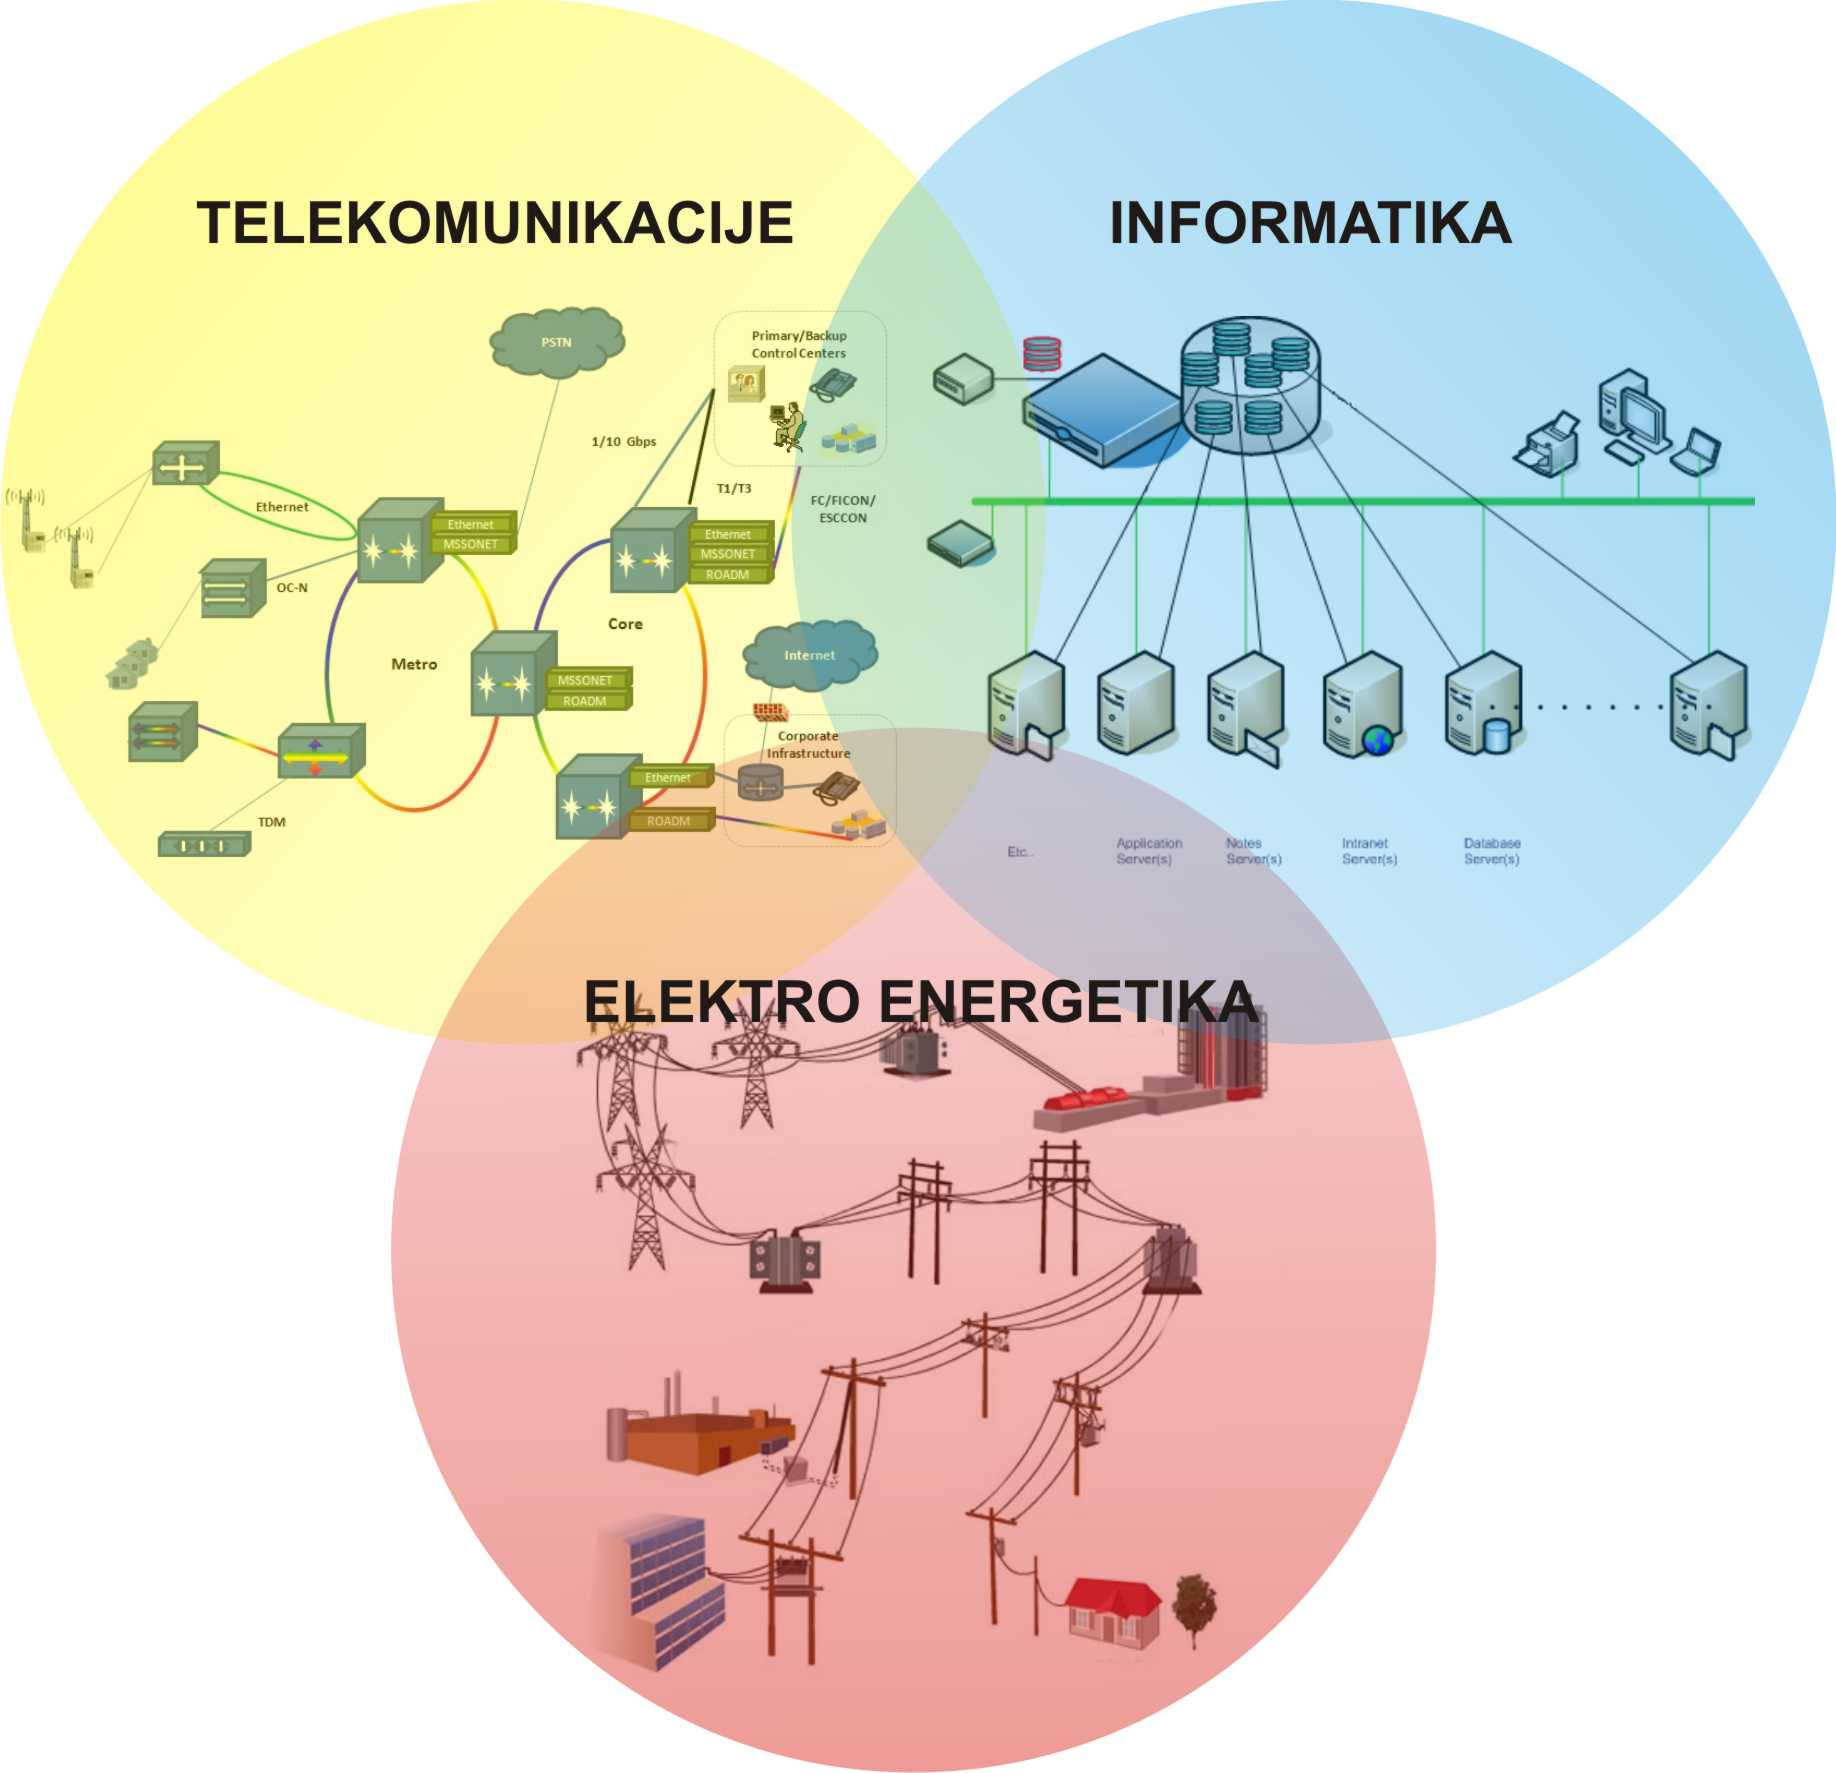 TELEKOMUNIKACIJE
INFORMATIKA
PSTN
Primary/Backup
Control Centers
1/10 Gbps
T1/T3
FC/FICON/
ESCCON
Ethernet
Ethernet
MSSONET
Ethernet
MSSONET
ROADM
OC-N
Core
Metro
Internet
MSSONET
ROADM
Corporate
Infrastructure
Ethernet
ROADM
TDM
Etc..
Application
Server(s)
Notes
Server(s)
Intranet
Server(s)
Database
Server(s)
ELEKTRO ENERGETIKA